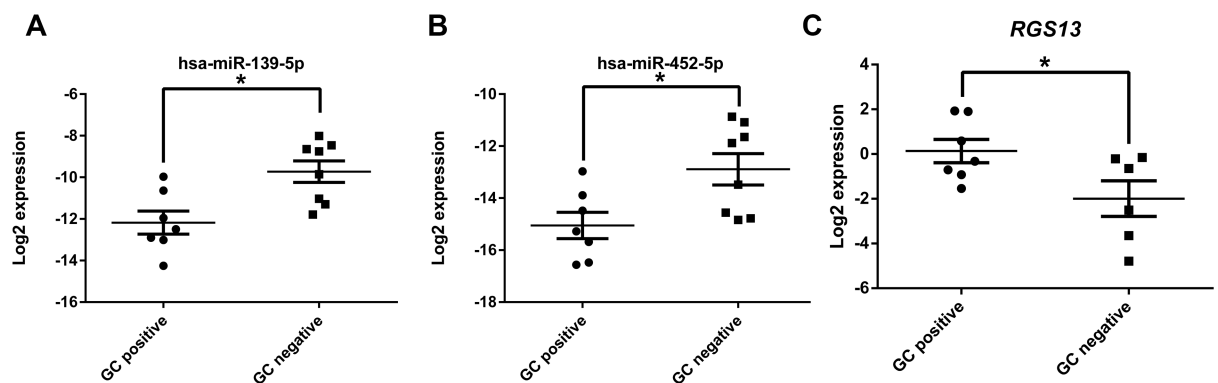 A
hsa-miR-139-5p
*
Log2 expression
-6
-8
-10
-12
-14
-16
GC positive
GC negative
B
hsa-miR-452-5p
*
Log2 expression
-10
-12
-14
-16
-18
GC positive
GC negative
C
RGS13
*
Log2 expression
4
2
0
-2
-4
-6
GC positive
GC negative